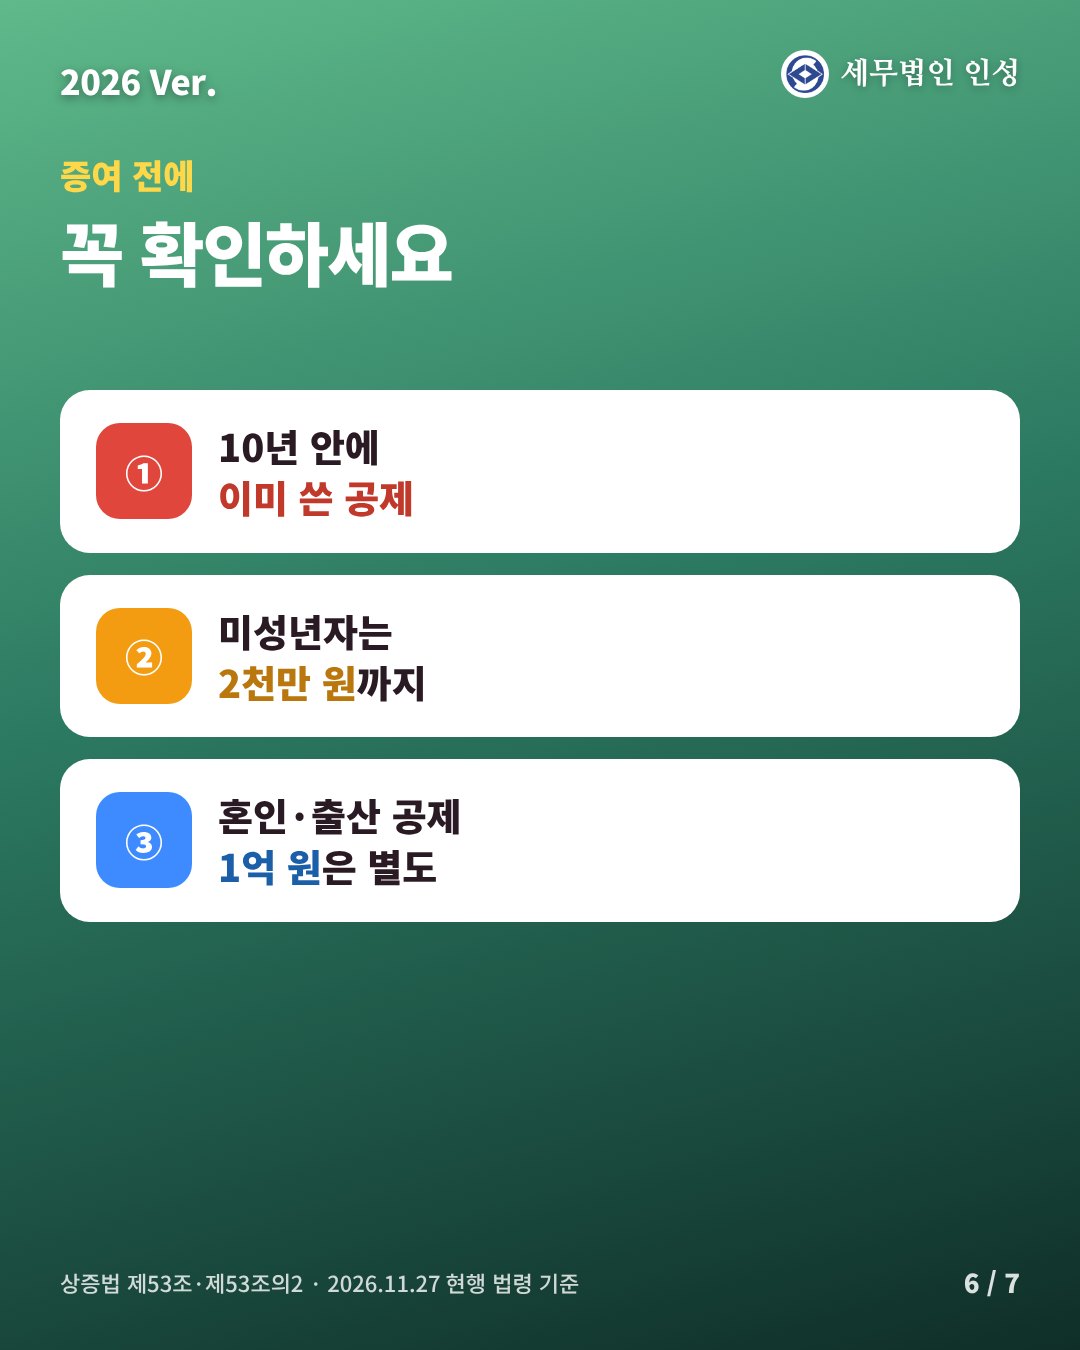 2026 Ver.
세무법인 인성
증여 전에
꼭 확인하세요
①
10년 안에
이미 쓴 공제
②
미성년자는
2천만 원까지
③
혼인·출산 공제
1억 원은 별도
상증법 제53조·제53조의2 · 2026.11.27 현행 법령 기준
6 / 7